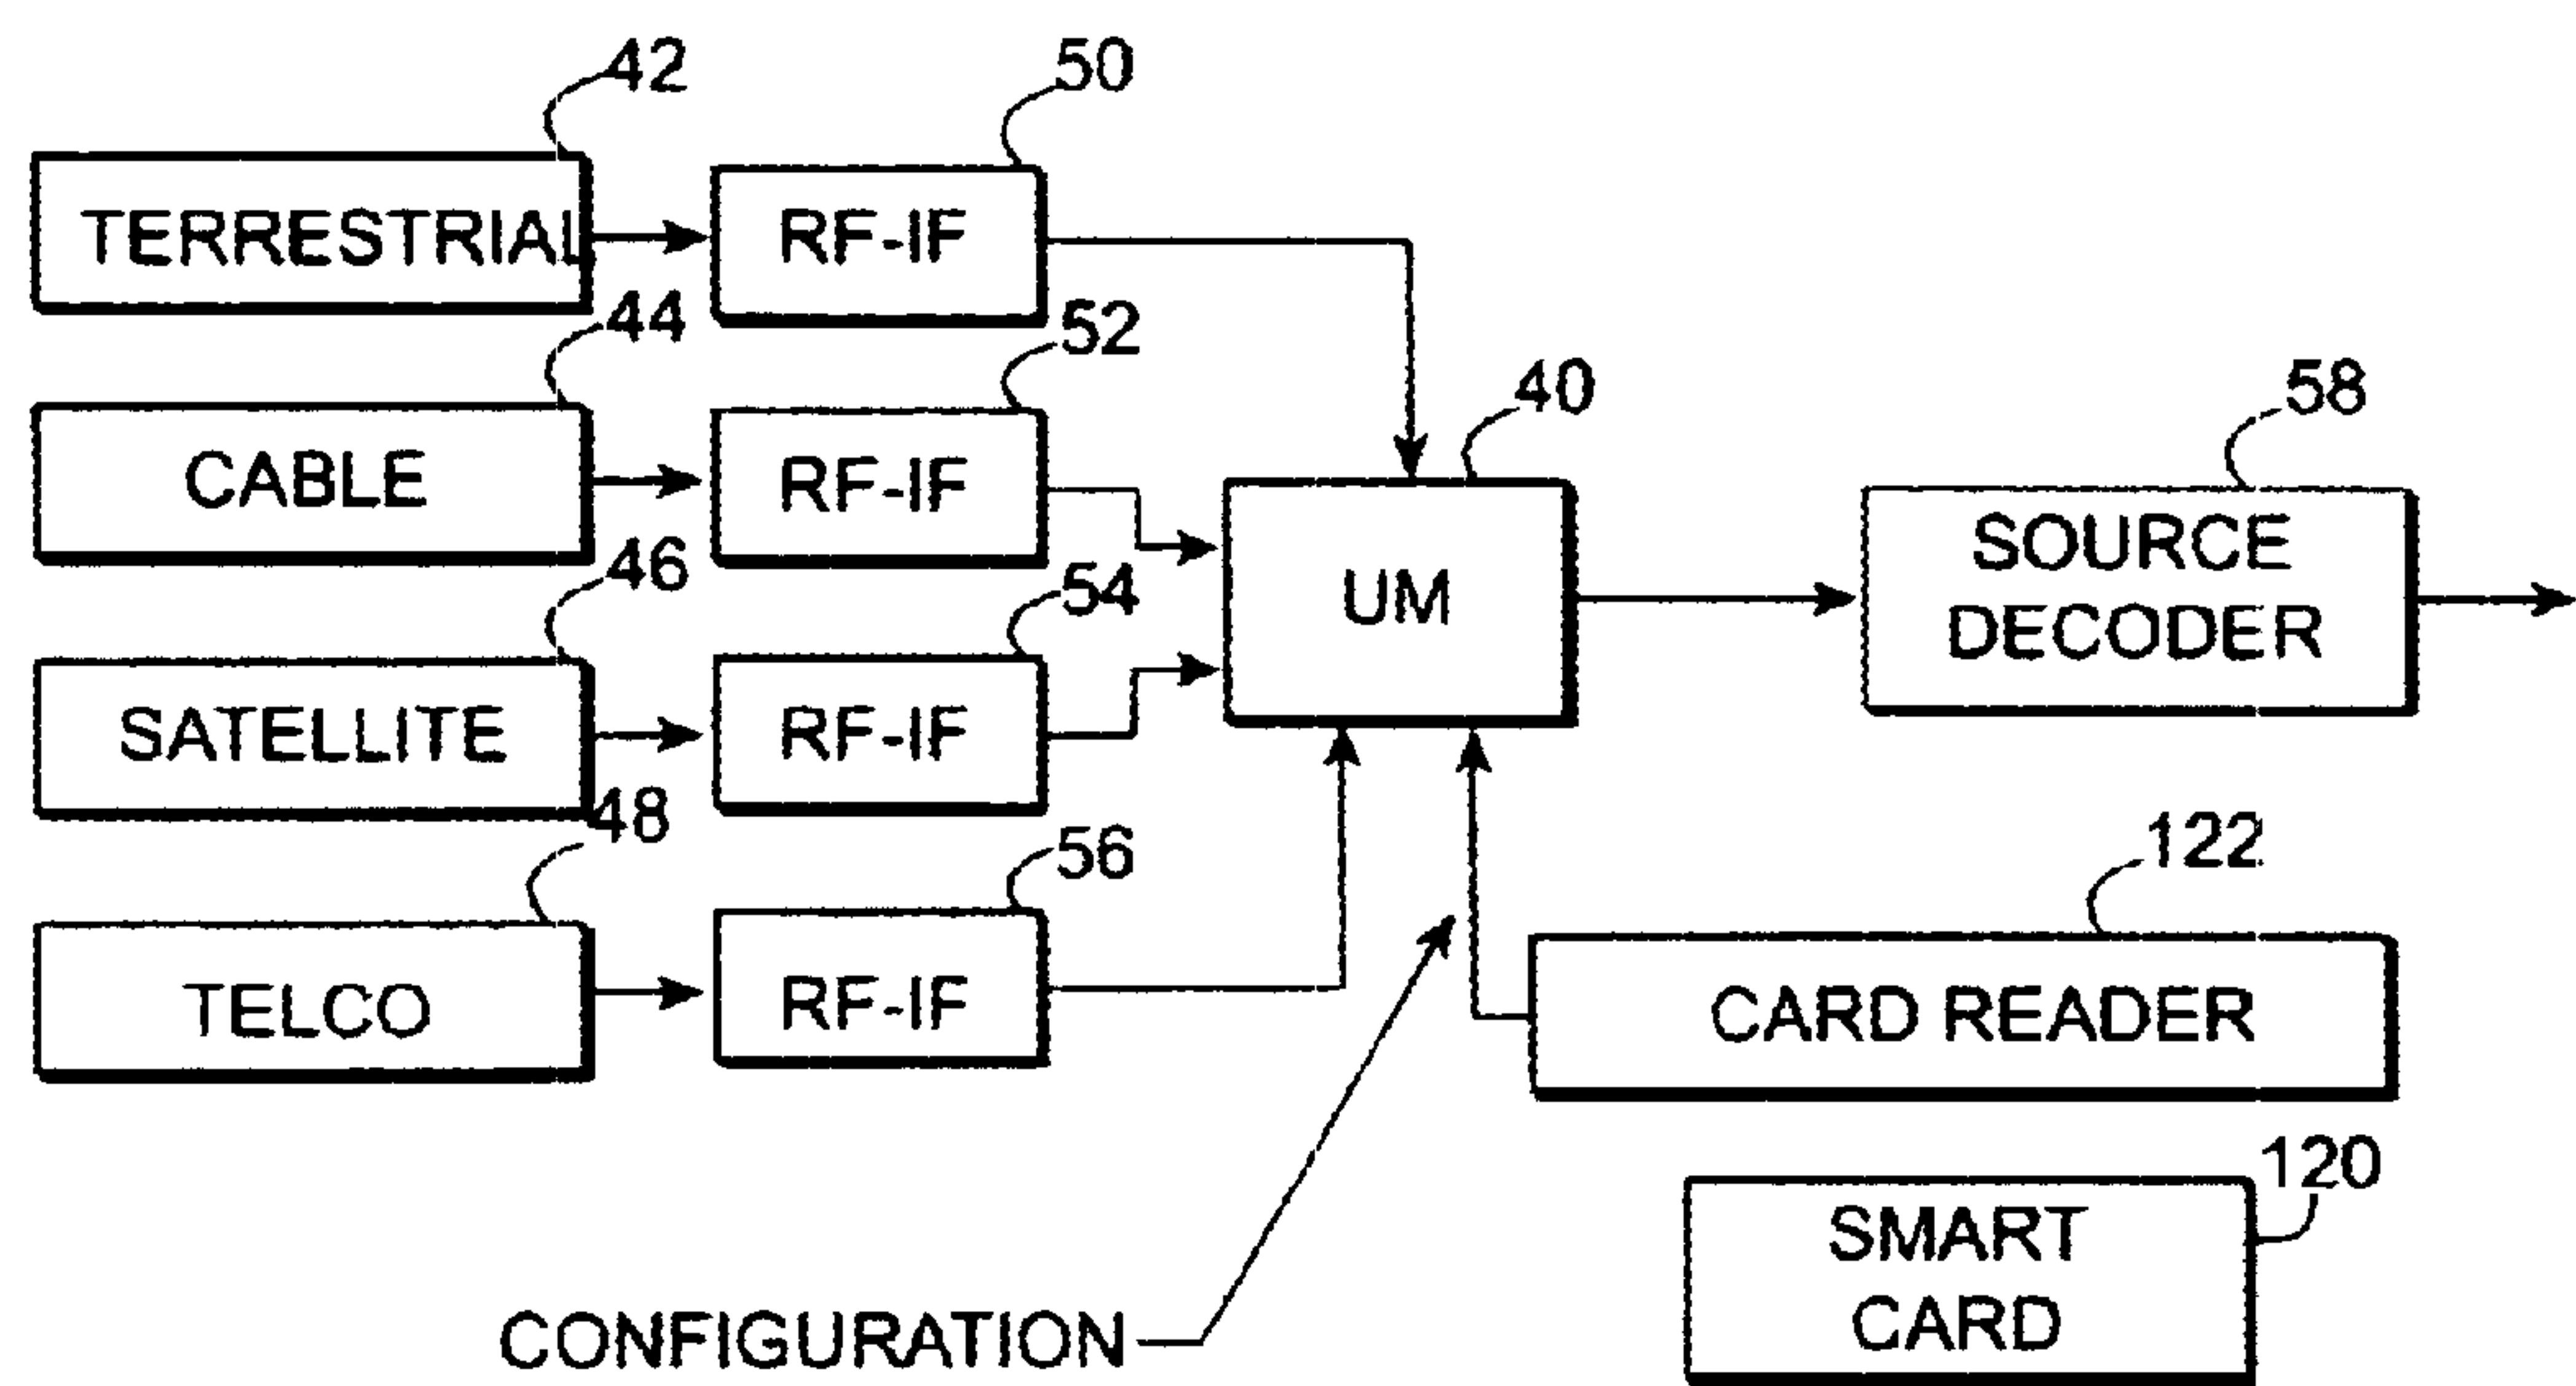 42
50
TERRESTRIAL
RF-IF
44
52
CABLE
RF-IF
40
58
46
54
UM
SOURCE
DECODER
SATELLITE
RF-IF
48
56
122
TELCO
RF-IF
CARD READER
120
SMART
CARD
CONFIGURATION